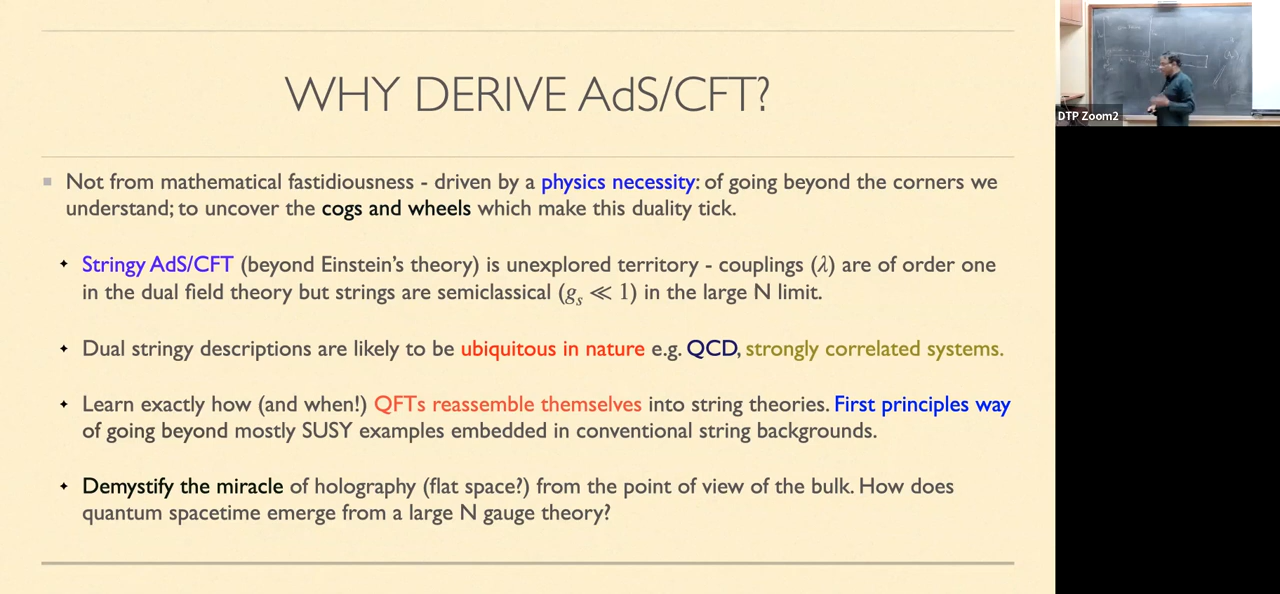 WHY DERIVE AdS/CFT?
Not from mathematical fastidiousness - driven by a physics necessity: of going beyond the corners we
understand; to uncover the cogs and wheels which make this duality tick.
Stringy AdS/CFT (beyond Einstein's theory) is unexplored territory - couplings (λ) are of order one
in the dual field theory but strings are semiclassical (gₛ ≪ 1) in the large N limit.
Dual stringy descriptions are likely to be ubiquitous in nature e.g. QCD, strongly correlated systems.
Learn exactly how (and when!) QFTs reassemble themselves into string theories. First principles way
of going beyond mostly SUSY examples embedded in conventional string backgrounds.
Demystify the miracle of holography (flat space?) from the point of view of the bulk. How does
quantum spacetime emerge from a large N gauge theory?
DTP Zoom2